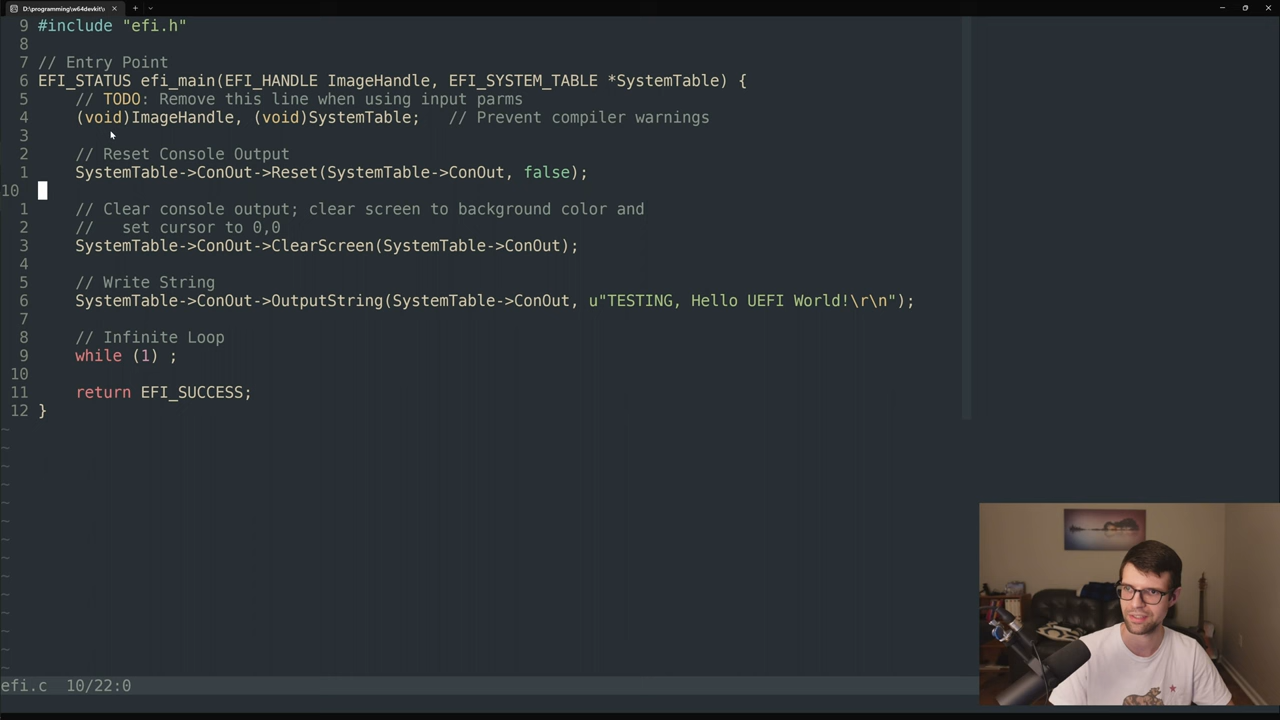 D:\programming\w64devkit\
9 #include "efi.h"
8
7 // Entry Point
6 EFI_STATUS efi_main(EFI_HANDLE ImageHandle, EFI_SYSTEM_TABLE *SystemTable) {
5     // TODO: Remove this line when using input parms
4     (void)ImageHandle, (void)SystemTable;   // Prevent compiler warnings
3
2     // Reset Console Output
1     SystemTable->ConOut->Reset(SystemTable->ConOut, false);
10
1     // Clear console output; clear screen to background color and
2     //   set cursor to 0,0
3     SystemTable->ConOut->ClearScreen(SystemTable->ConOut);
4
5     // Write String
6     SystemTable->ConOut->OutputString(SystemTable->ConOut, u"TESTING, Hello UEFI World!\r\n");
7
8     // Infinite Loop
9     while (1) ;
10
11     return EFI_SUCCESS;
12 }
~
~
~
~
~
~
~
~
~
~
~
~
~
~
efi.c  10/22:0